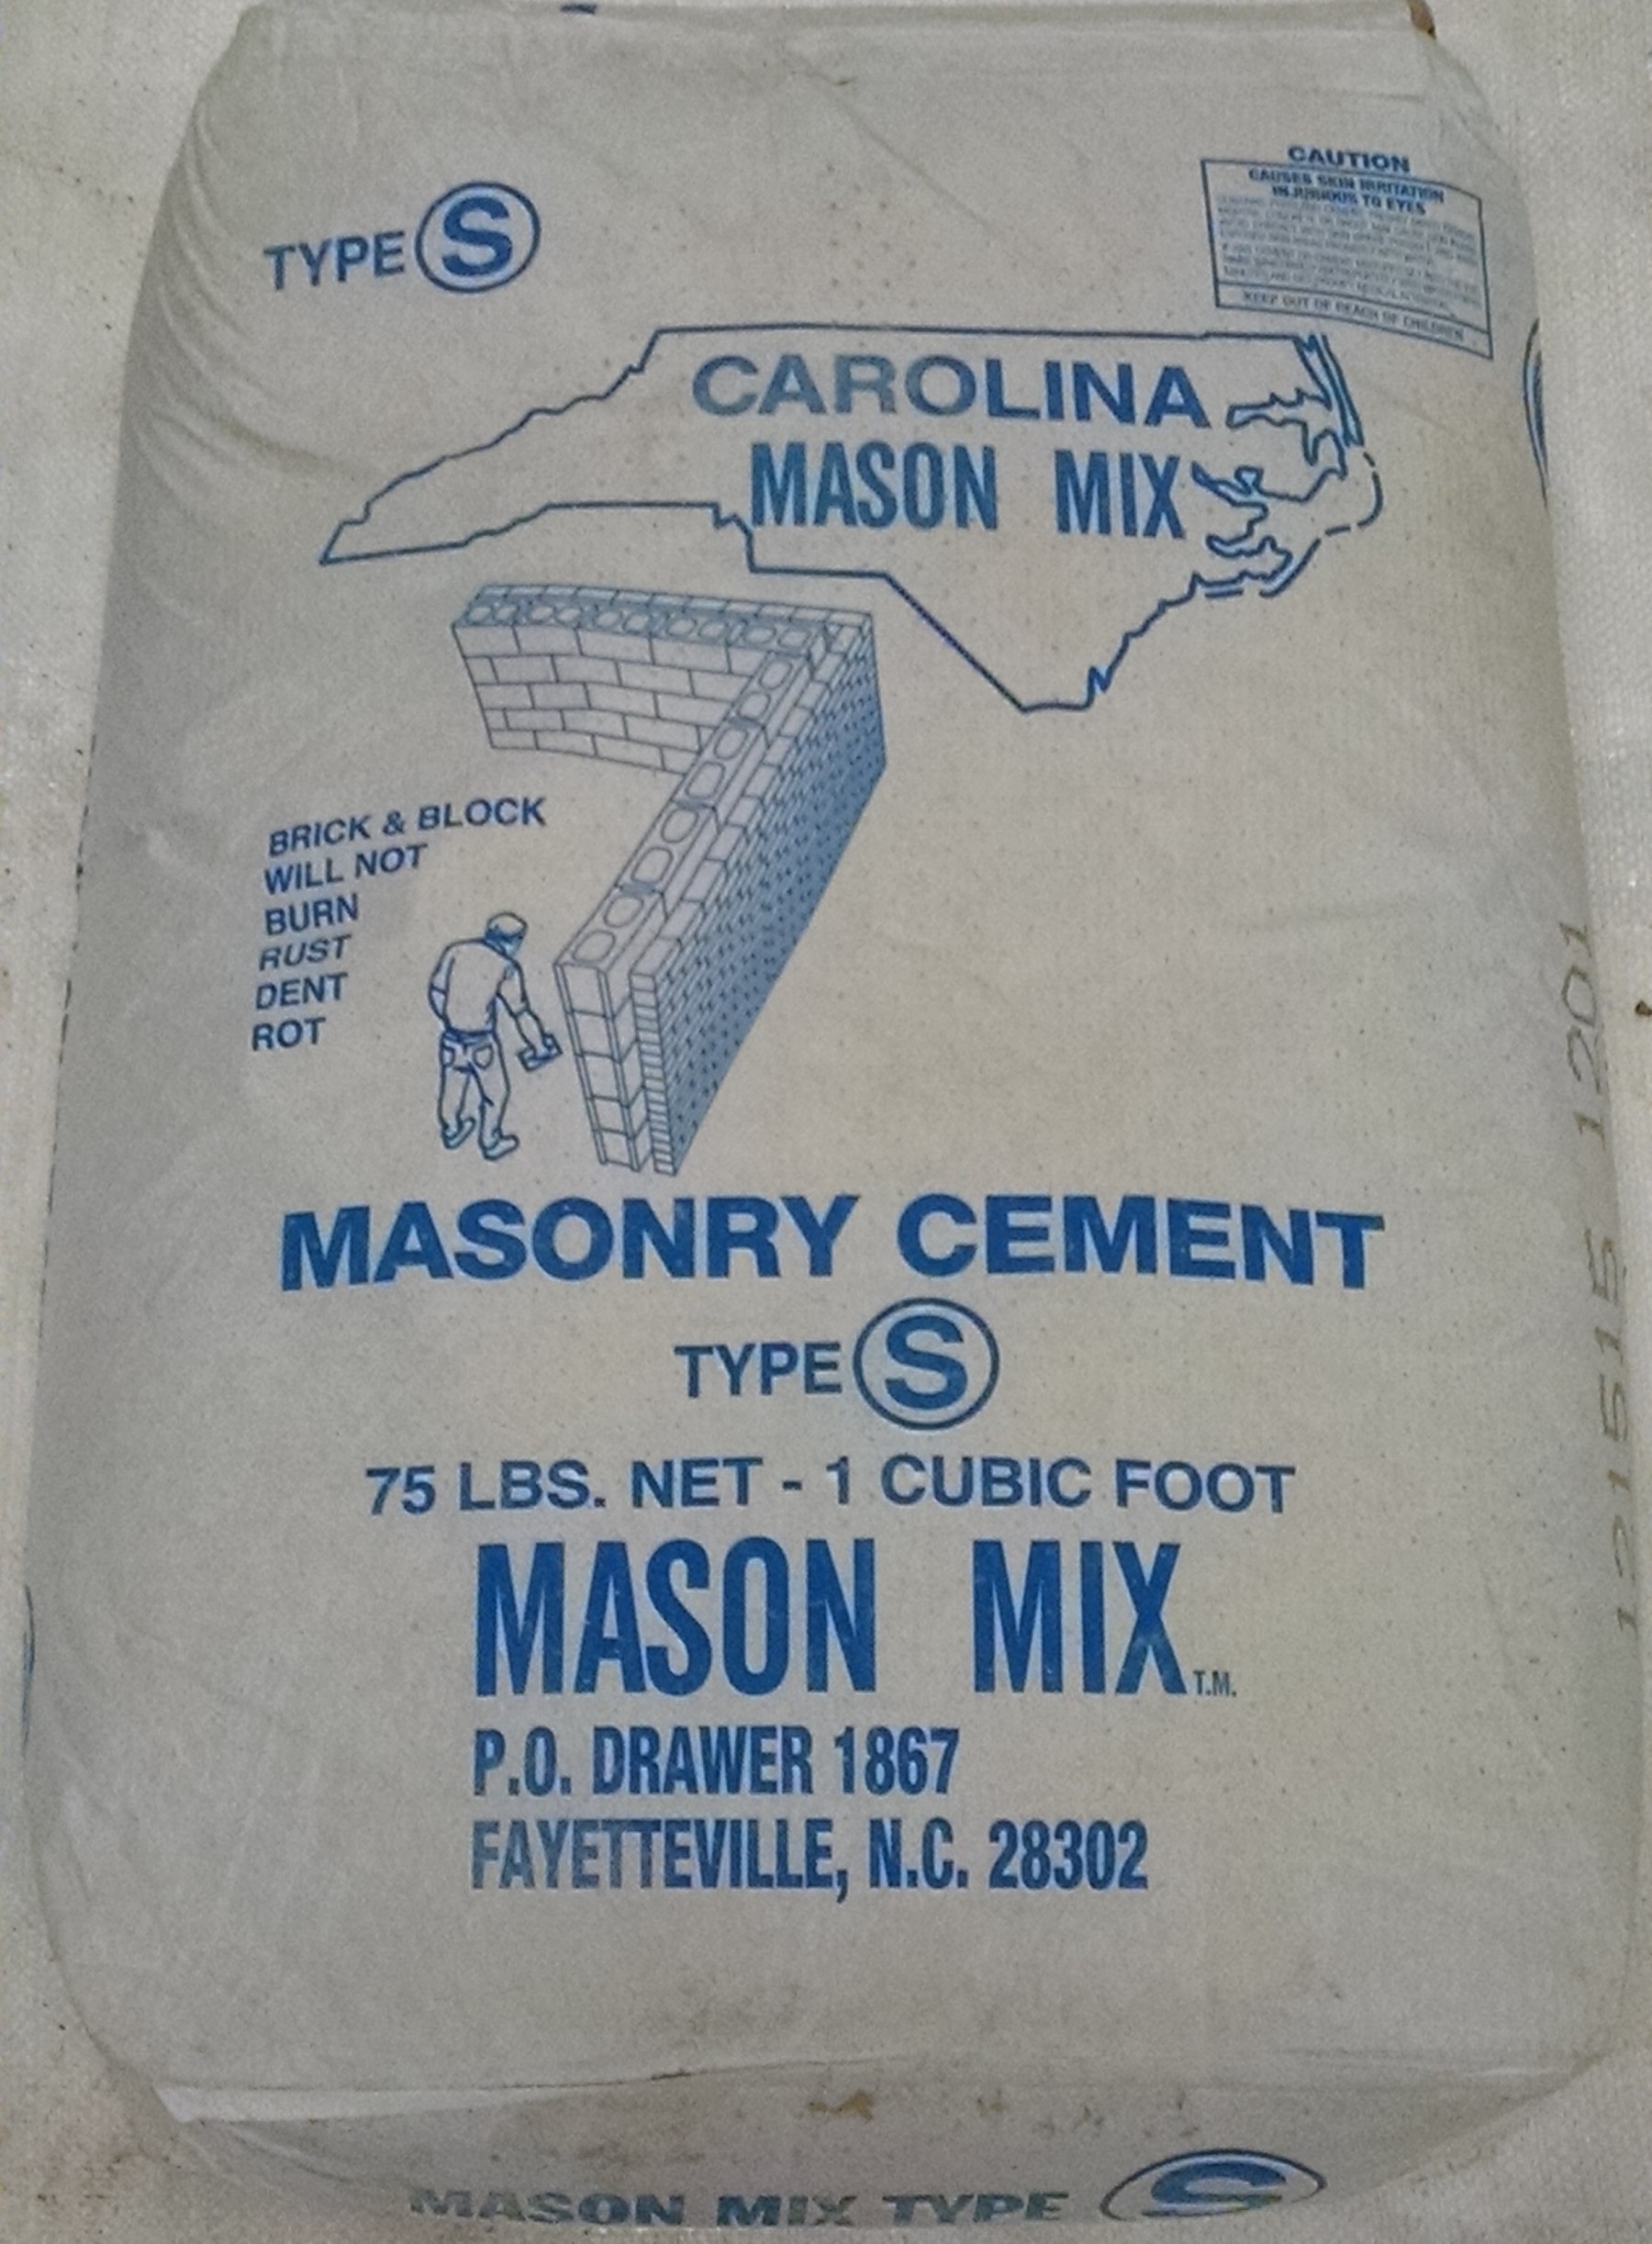 TYPE S
CAUTION
CAUSES SKIN IRRITATION
INJURIOUS TO EYES
KEEP OUT OF REACH OF CHILDREN
CAROLINA
MASON MIX
BRICK & BLOCK
WILL NOT
BURN
RUST
DENT
ROT
MASONRY CEMENT
TYPE S
75 LBS. NET - 1 CUBIC FOOT
MASON MIX T.M.
P.O. DRAWER 1867
FAYETTEVILLE, N.C. 28302
MASON MIX TYPE S
121515 1201